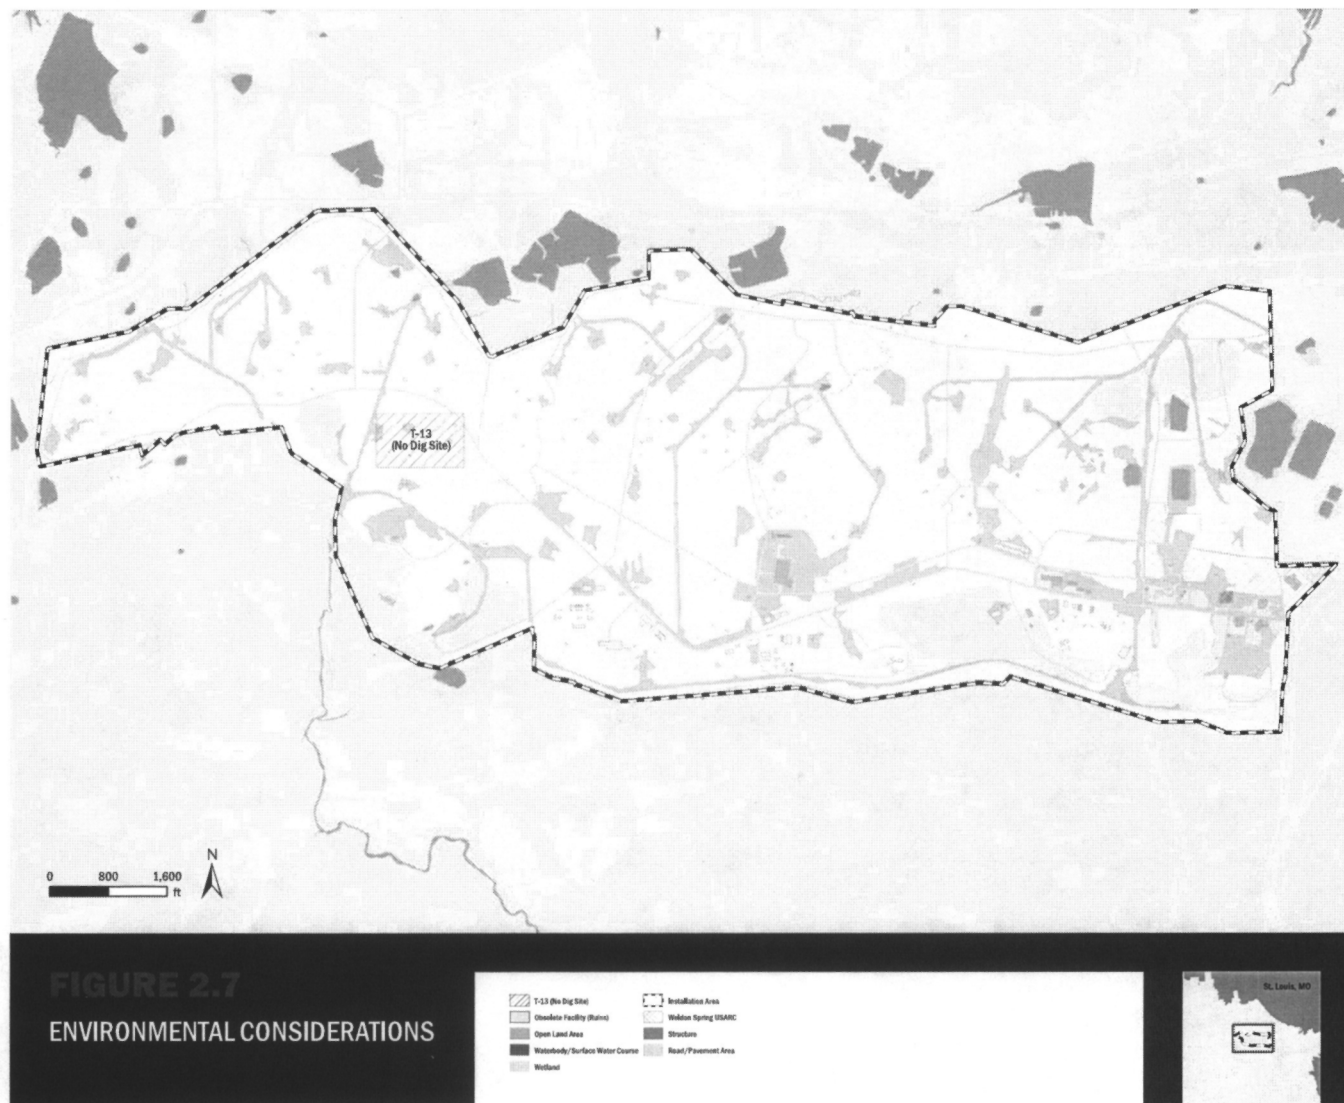 T-13
(No Dig Site)
0 800 1,600
ft
N
FIGURE 2.7
ENVIRONMENTAL CONSIDERATIONS
T-13 (No Dig Site)
Obsolete Facility (Ruins)
Open Land Area
Waterbody/Surface Water Course
Wetland
Installation Area
Weldon Spring USARC
Structure
Road/Pavement Area
St. Louis, MO